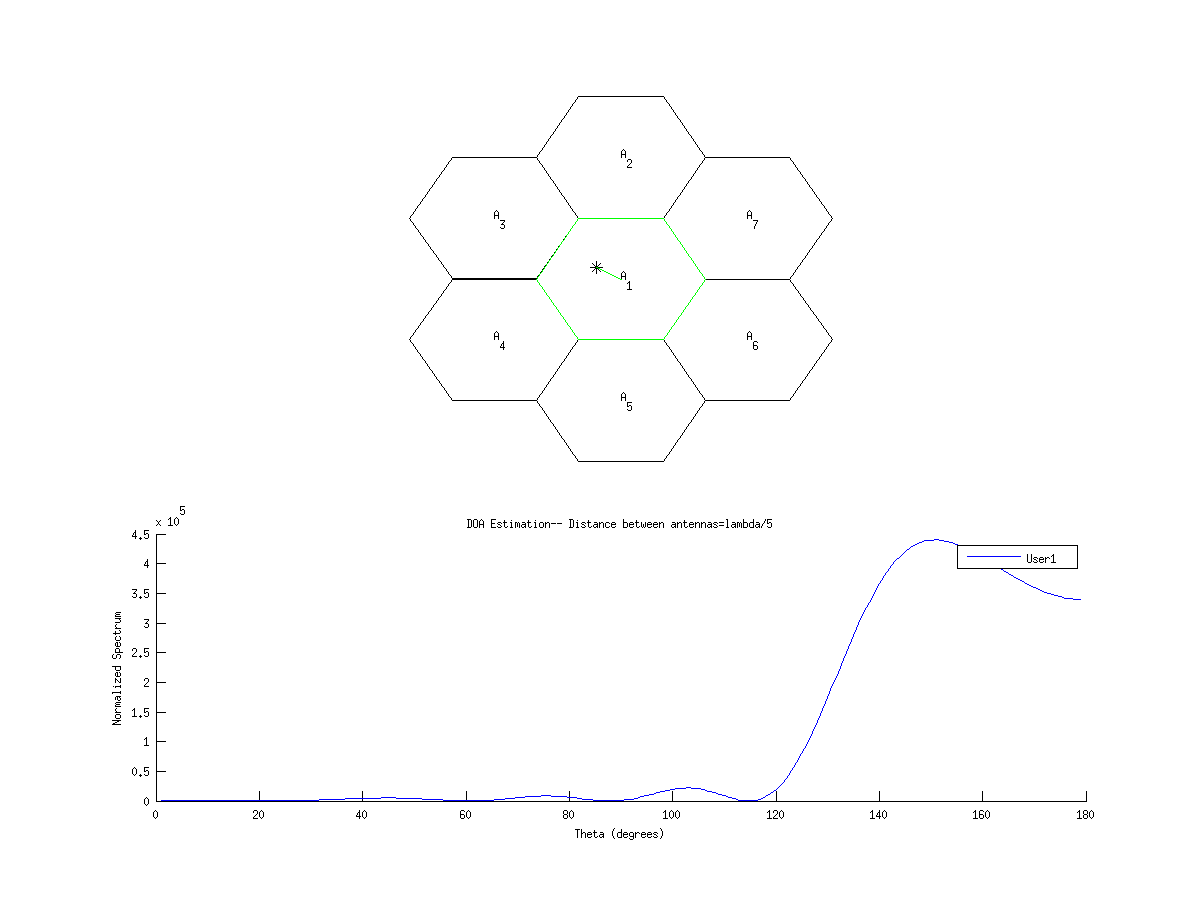 A2
A3
A7
A1
A4
A6
A5
x 10^5
DOA Estimation-- Distance between antennas=lambda/5
4.5
4
3.5
3
2.5
2
1.5
1
0.5
0
Normalized Spectrum
User1
0 20 40 60 80 100 120 140 160 180
Theta (degrees)